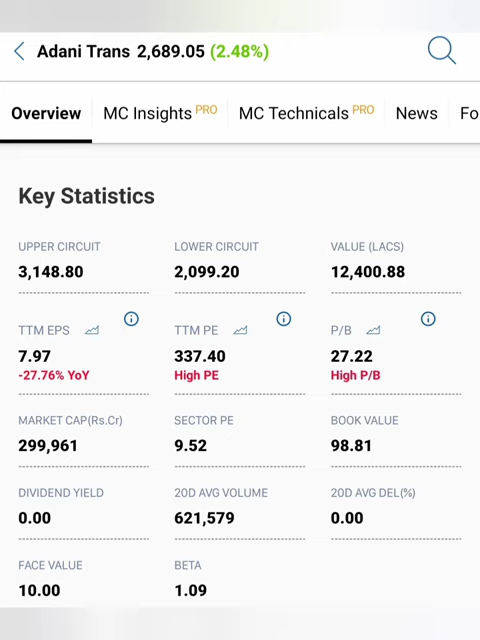 Adani Trans 2,689.05 (2.48%)
Overview MC Insights PRO MC Technicals PRO News Fo
Key Statistics
UPPER CIRCUIT LOWER CIRCUIT VALUE (LACS)
3,148.80 2,099.20 12,400.88
TTM EPS TTM PE P/B
7.97 337.40 27.22
-27.76% YoY High PE High P/B
MARKET CAP(Rs.Cr) SECTOR PE BOOK VALUE
299,961 9.52 98.81
DIVIDEND YIELD 20D AVG VOLUME 20D AVG DEL(%)
0.00 621,579 0.00
FACE VALUE BETA
10.00 1.09